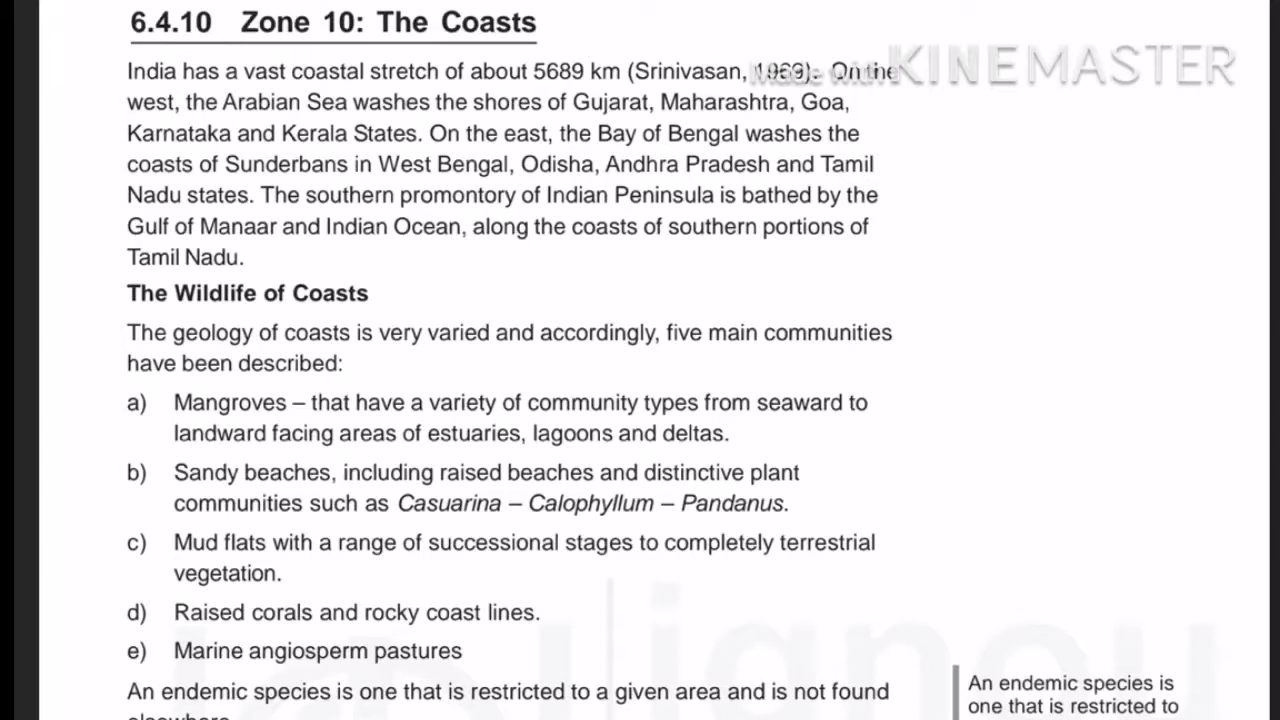 6.4.10 Zone 10: The Coasts
India has a vast coastal stretch of about 5689 km (Srinivasan, 1969). On the
Made with KINEMASTER
west, the Arabian Sea washes the shores of Gujarat, Maharashtra, Goa,
Karnataka and Kerala States. On the east, the Bay of Bengal washes the
coasts of Sunderbans in West Bengal, Odisha, Andhra Pradesh and Tamil
Nadu states. The southern promontory of Indian Peninsula is bathed by the
Gulf of Manaar and Indian Ocean, along the coasts of southern portions of
Tamil Nadu.
The Wildlife of Coasts
The geology of coasts is very varied and accordingly, five main communities
have been described:
a) Mangroves – that have a variety of community types from seaward to
landward facing areas of estuaries, lagoons and deltas.
b) Sandy beaches, including raised beaches and distinctive plant
communities such as Casuarina – Calophyllum – Pandanus.
c) Mud flats with a range of successional stages to completely terrestrial
vegetation.
d) Raised corals and rocky coast lines.
e) Marine angiosperm pastures
An endemic species is one that is restricted to a given area and is not found
elsewhere
An endemic species is
one that is restricted to
ignou